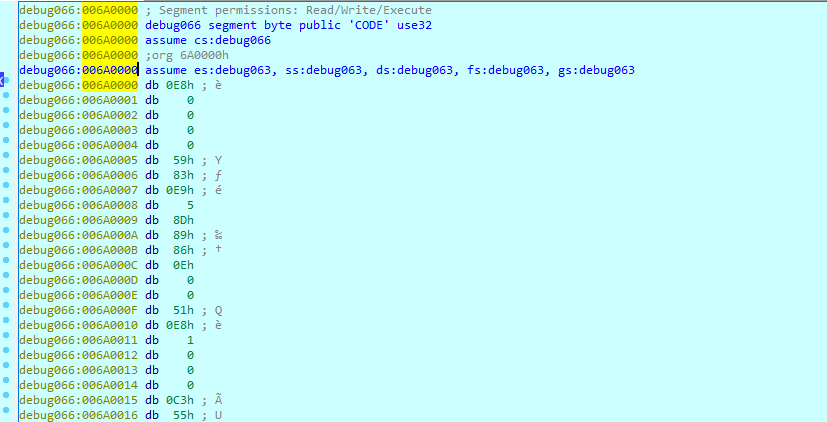 debug066:006A0000 ; Segment permissions: Read/Write/Execute
debug066:006A0000 debug066 segment byte public 'CODE' use32
debug066:006A0000 assume cs:debug066
debug066:006A0000 ;org 6A0000h
debug066:006A0000 assume es:debug063, ss:debug063, ds:debug063, fs:debug063, gs:debug063
debug066:006A0000 db 0E8h ; è
debug066:006A0001 db 0
debug066:006A0002 db 0
debug066:006A0003 db 0
debug066:006A0004 db 0
debug066:006A0005 db 59h ; Y
debug066:006A0006 db 83h ; ƒ
debug066:006A0007 db 0E9h ; é
debug066:006A0008 db 5
debug066:006A0009 db 8Dh
debug066:006A000A db 89h ; ‰
debug066:006A000B db 86h ; †
debug066:006A000C db 0Eh
debug066:006A000D db 0
debug066:006A000E db 0
debug066:006A000F db 51h ; Q
debug066:006A0010 db 0E8h ; è
debug066:006A0011 db 1
debug066:006A0012 db 0
debug066:006A0013 db 0
debug066:006A0014 db 0
debug066:006A0015 db 0C3h ; Ã
debug066:006A0016 db 55h ; U